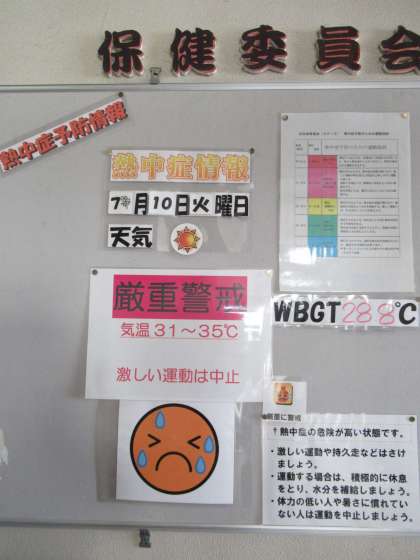 保健委員会
熱中症予防情報
熱中症情報
7月10日火曜日
天気
厳重警戒
気温31～35℃
激しい運動は中止
WBGT 28.8℃
厳重に警戒
↑熱中症の危険が高い状態です。
・激しい運動や持久走などはさけ
ましょう。
・運動する場合は、積極的に休息
をとり、水分を補給しましょう。
・体力の低い人や暑さに慣れてい
ない人は運動を中止しましょう。